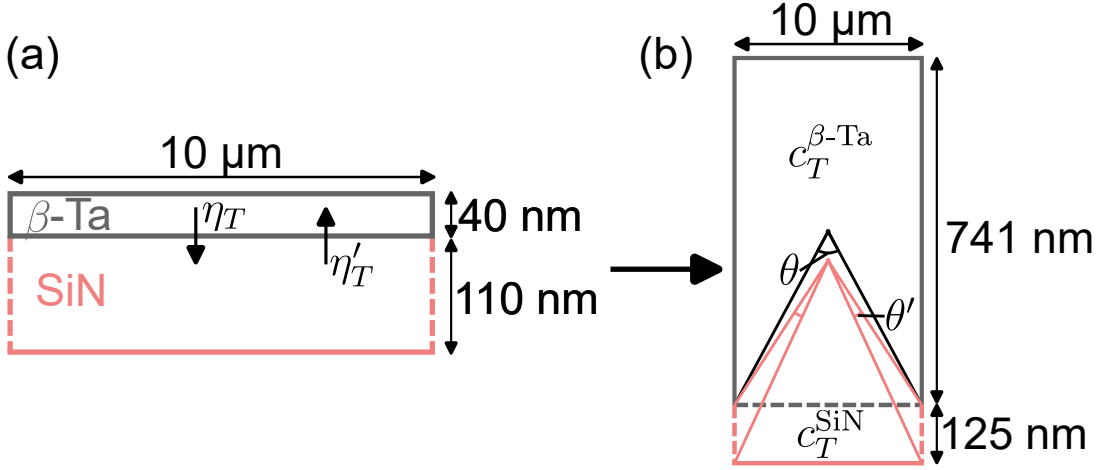 (a)
10 μm
β-Ta
η_T
η′_T
40 nm
SiN
110 nm
(b)
10 μm
c_T^{β-Ta}
θ
θ′
741 nm
c_T^{SiN}
125 nm